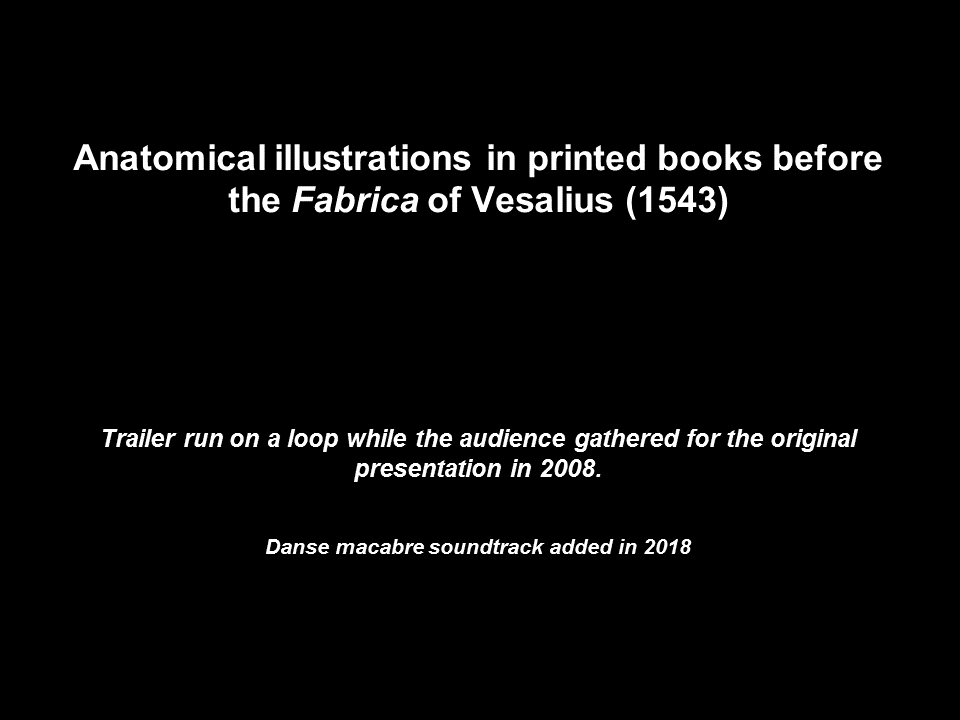 Anatomical illustrations in printed books before
the Fabrica of Vesalius (1543)
Trailer run on a loop while the audience gathered for the original
presentation in 2008.
Danse macabre soundtrack added in 2018